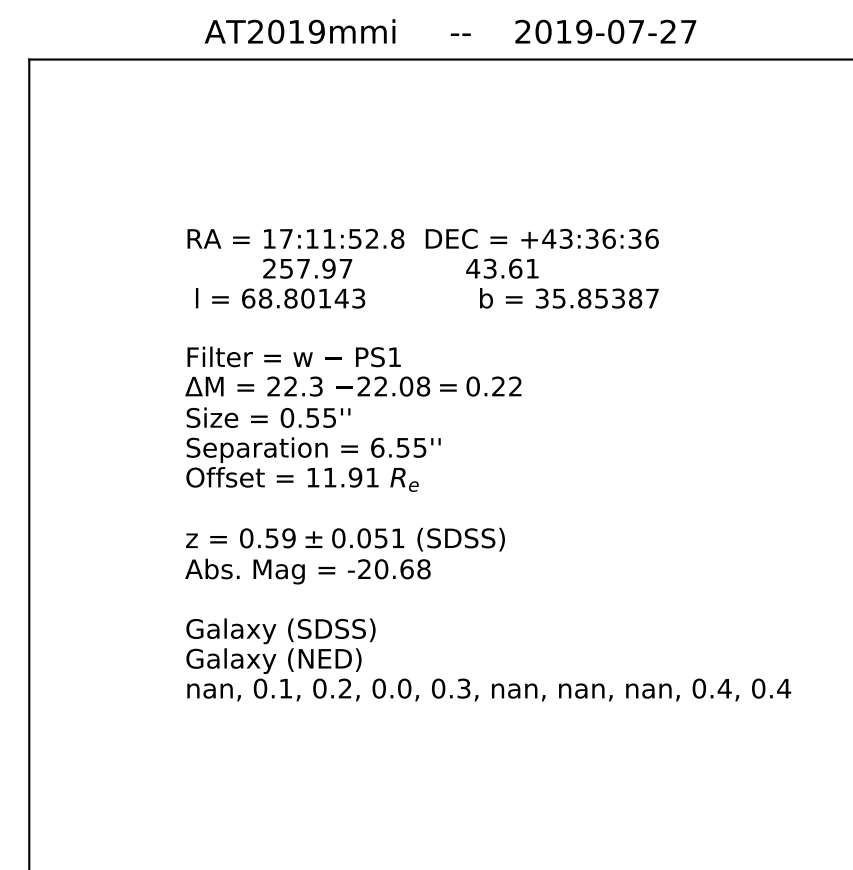 AT2019mmi -- 2019-07-27
RA = 17:11:52.8 DEC = +43:36:36
257.97 43.61
l = 68.80143 b = 35.85387
Filter = w − PS1
ΔM = 22.3 −22.08 = 0.22
Size = 0.55''
Separation = 6.55''
Offset = 11.91 Rₑ
z = 0.59 ± 0.051 (SDSS)
Abs. Mag = -20.68
Galaxy (SDSS)
Galaxy (NED)
nan, 0.1, 0.2, 0.0, 0.3, nan, nan, nan, 0.4, 0.4